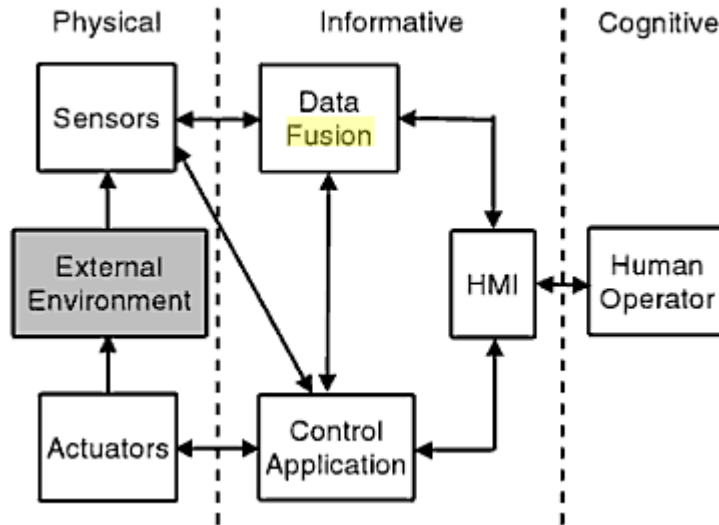 Physical
Informative
Cognitive
Sensors
Data
Fusion
External
Environment
HMI
Human
Operator
Actuators
Control
Application